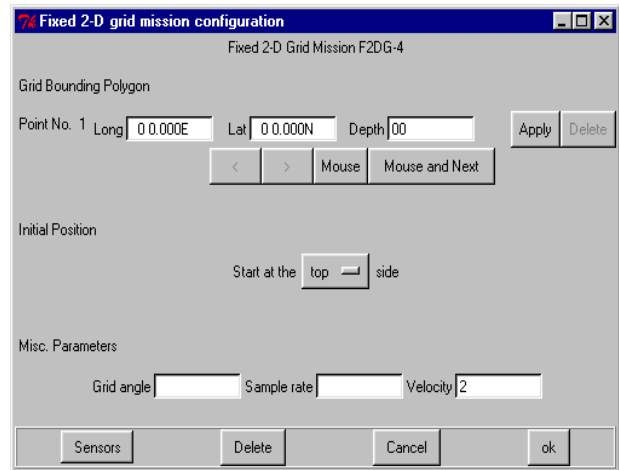 Fixed 2-D grid mission configuration
Fixed 2-D Grid Mission F2DG-4
Grid Bounding Polygon
Point No. 1 Long 0 0.000E Lat 0 0.000N Depth 00 Apply Delete
< > Mouse Mouse and Next
Initial Position
Start at the top side
Misc. Parameters
Grid angle Sample rate Velocity 2
Sensors Delete Cancel ok